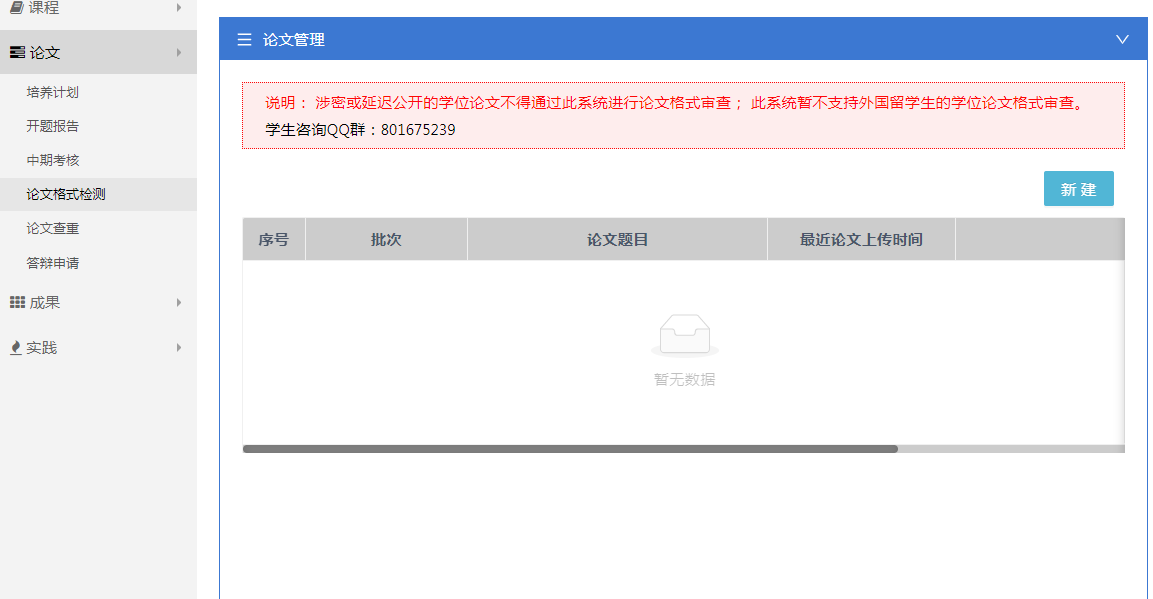 课程
论文
培养计划
开题报告
中期考核
论文格式检测
论文查重
答辩申请
成果
实践
论文管理
说明： 涉密或延迟公开的学位论文不得通过此系统进行论文格式审查； 此系统暂不支持外国留学生的学位论文格式审查。
学生咨询QQ群：801675239
新 建
序号 批次 论文题目 最近论文上传时间
暂无数据